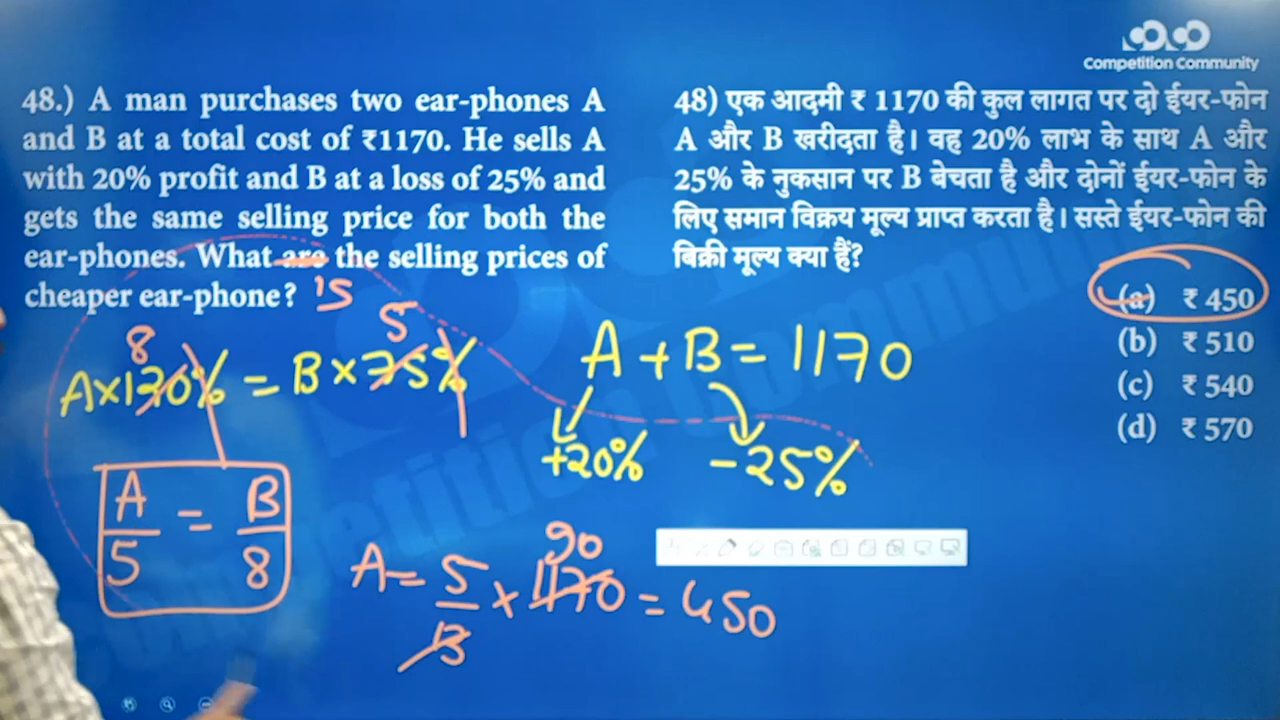 Competition Community
48.) A man purchases two ear-phones A
and B at a total cost of ₹1170. He sells A
with 20% profit and B at a loss of 25% and
gets the same selling price for both the
ear-phones. What are the selling prices of
cheaper ear-phone? is
48) एक आदमी ₹ 1170 की कुल लागत पर दो ईयर-फोन
A और B खरीदता है। वह 20% लाभ के साथ A और
25% के नुकसान पर B बेचता है और दोनों ईयर-फोन के
लिए समान विक्रय मूल्य प्राप्त करता है। सस्ते ईयर-फोन की
बिक्री मूल्य क्या हैं?
(a) ₹ 450
(b) ₹ 510
(c) ₹ 540
(d) ₹ 570
8 5
A×120% = B×75%
A/5 = B/8
A + B = 1170
+20% -25%
90
A = 5/13 × 1170 = 450